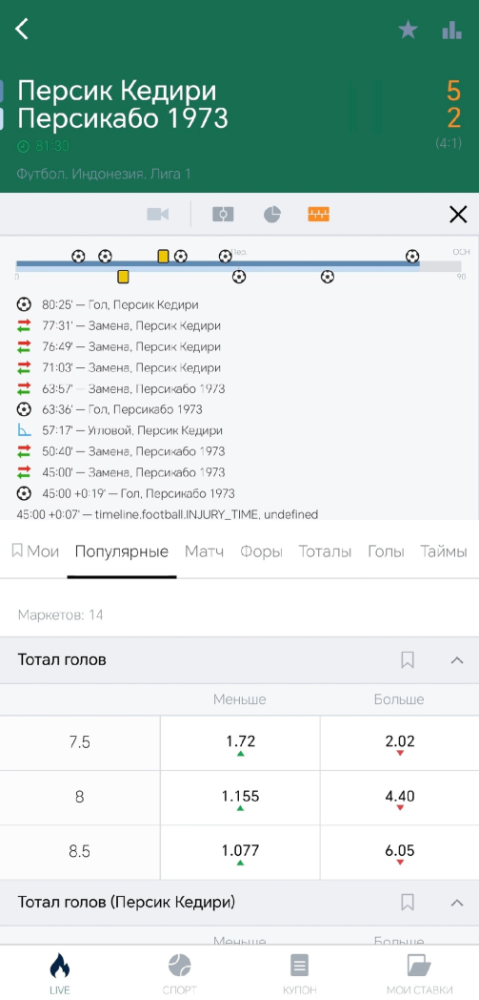 Персик Кедири
5
Персикабо 1973
2
81:30
(4:1)
Футбол. Индонезия. Лига 1
Пер.
ОСН
0
90
80:25' — Гол, Персик Кедири
77:31' — Замена, Персик Кедири
76:49' — Замена, Персик Кедири
71:03' — Замена, Персик Кедири
63:57' — Замена, Персикабо 1973
63:36' — Гол, Персикабо 1973
57:17' — Угловой, Персик Кедири
50:40' — Замена, Персикабо 1973
45:00' — Замена, Персикабо 1973
45:00 +0:19' — Гол, Персикабо 1973
45:00 +0:07' — timeline.football.INJURY_TIME, undefined
Мои Популярные Матч Форы Тоталы Голы Таймы
Маркетов: 14
Тотал голов
Меньше Больше
7.5 1.72 2.02
8 1.155 4.40
8.5 1.077 6.05
Тотал голов (Персик Кедири)
Меньше Больше
LIVE СПОРТ КУПОН МОИ СТАВКИ